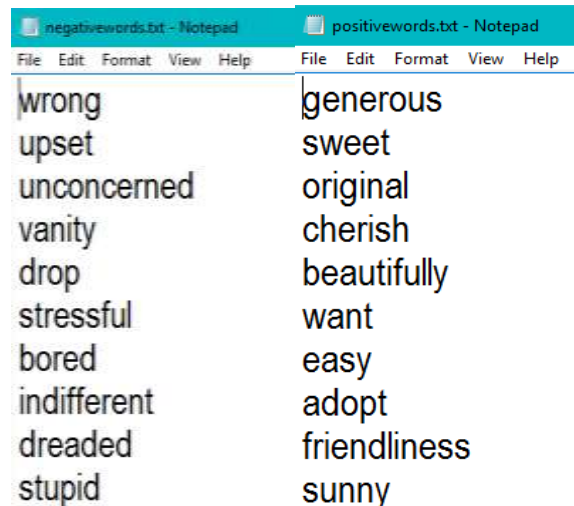 negativewords.txt - Notepad
File Edit Format View Help
wrong
upset
unconcerned
vanity
drop
stressful
bored
indifferent
dreaded
stupid
positivewords.txt - Notepad
File Edit Format View Help
generous
sweet
original
cherish
beautifully
want
easy
adopt
friendliness
sunny